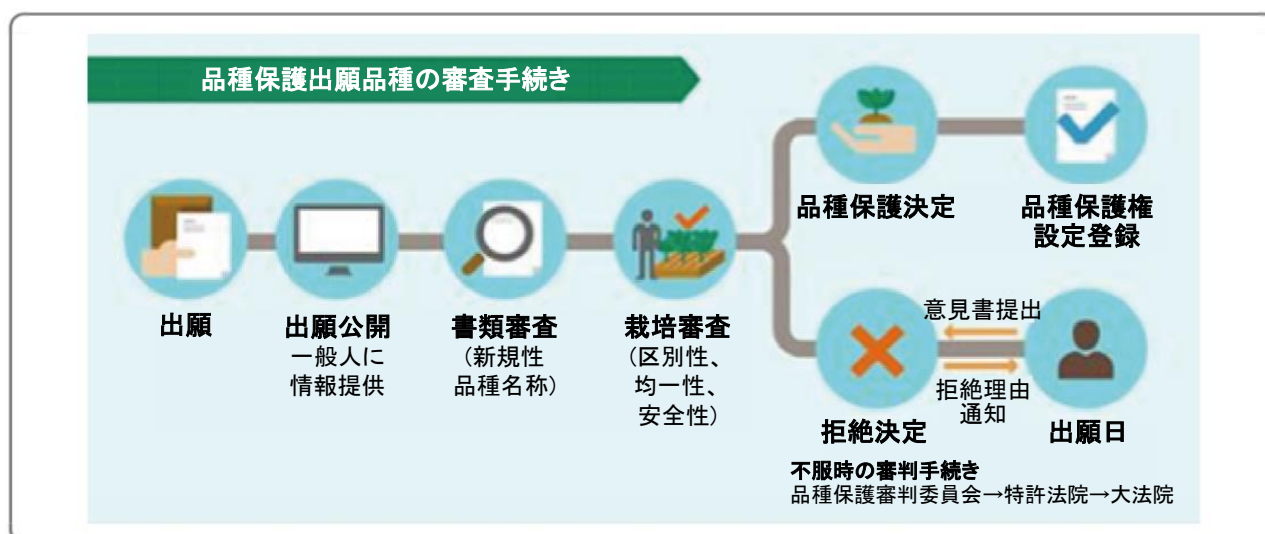 品種保護出願品種の審査手続き
出願
出願公開
一般人に
情報提供
書類審査
(新規性
品種名称)
栽培審査
(区別性、
均一性、
安全性)
品種保護決定
品種保護権
設定登録
意見書提出
拒絶理由
通知
拒絶決定
出願日
不服時の審判手続き
品種保護審判委員会→特許法院→大法院